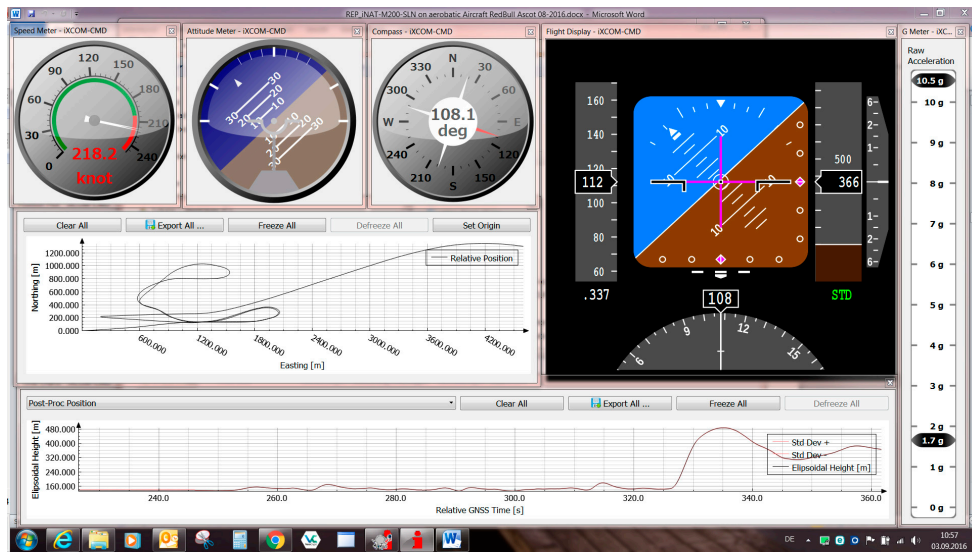 REP_iNAT-M200-SLN on aerobatic Aircraft RedBull Ascot 08-2016.docx - Microsoft Word
Speed Meter - iXCOM-CMD
Attitude Meter - iXCOM-CMD
Compass - iXCOM-CMD
Flight Display - iXCOM-CMD
G Meter - iXC...
0 30 60 90 120 150 180 210 240
218.2
knot
30 20 10
10 20 30
N 30 60 E 120 150 S 210 240 W 300 330
108.1
deg
160
140
120
112
100
80
60
.337
10
10
10
10
500
366
6
2
1
1
2
6
STD
108
6 9 12 15
Raw
Acceleration
10.5 g
10 g
9 g
8 g
7 g
6 g
5 g
4 g
3 g
2 g
1.7 g
1 g
0 g
Clear All
Export All ...
Freeze All
Defreeze All
Set Origin
Northing [m]
1200.000
1000.000
800.000
600.000
400.000
200.000
0.000
Relative Position
600.000 1200.000 1800.000 2400.000 3000.000 3600.000 4200.000
Easting [m]
Post-Proc Position
Clear All
Export All ...
Freeze All
Defreeze All
Elipsoidal Height [m]
480.000
400.000
320.000
240.000
160.000
Std Dev +
Std Dev-
Elipsoidal Height [m]
240.0 260.0 280.0 300.0 320.0 340.0 360.0
Relative GNSS Time [s]
DE
10:57
03.09.2016